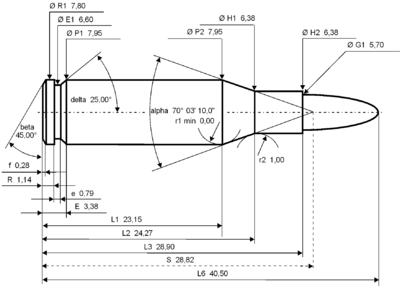 Ø R1 7,80
Ø E1 6,60
Ø P1 7,95
Ø P2 7,95
Ø H1 6,38
Ø H2 6,38
Ø G1 5,70
delta 25,00°
alpha 70° 03' 10,0"
r1 min 0,00
beta
45,00°
r2 1,00
f 0,28
R 1,14
e 0,79
E 3,38
L1 23,15
L2 24,27
L3 28,90
S 28,82
L6 40,50